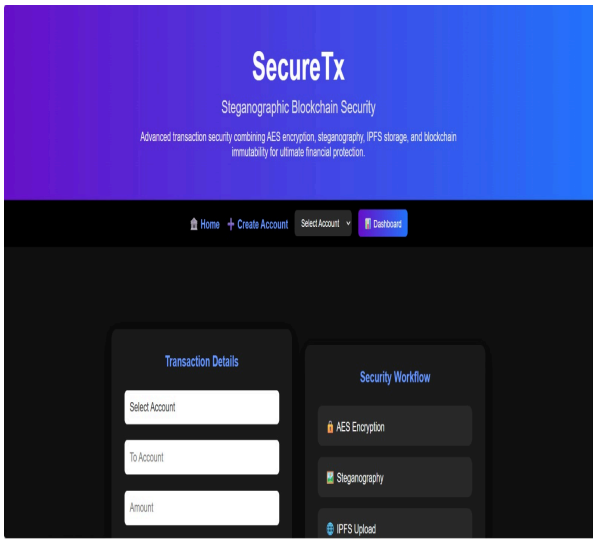 SecureTx
Steganographic Blockchain Security
Advanced transaction security combining AES encryption, steganography, IPFS storage, and blockchain
immutability for ultimate financial protection.
Home Create Account Select Account Dashboard
Transaction Details
Select Account
To Account
Amount
Security Workflow
AES Encryption
Steganography
IPFS Upload